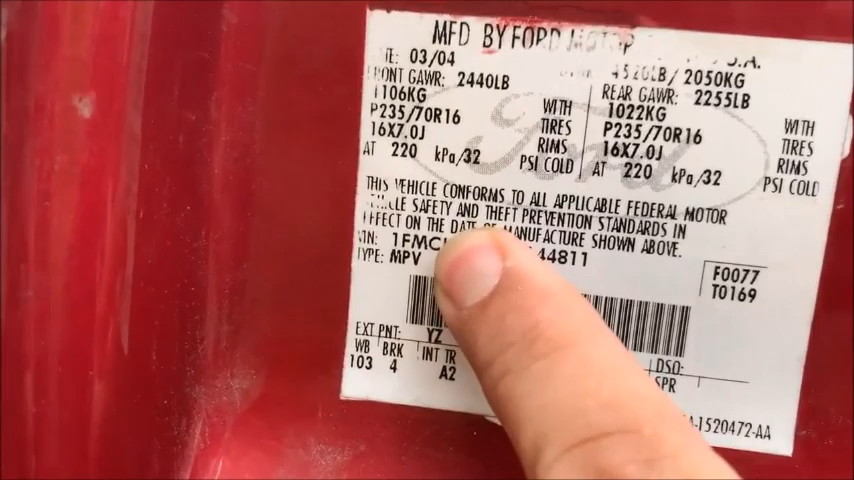 MFD BY FORD MOTOR U.S.A.
03/04
4520LB/ 2050KG
FRONT GAWR: 2440LB
1106KG
WITH
P235/70R16
TIRES
16X7.0J
RIMS
AT 220 kPa/32
PSI COLD
REAR GAWR: 2255LB
1022KG
WITH
P235/70R16
TIRES
16X7.0J
RIMS
AT 220 kPa/32
PSI COLD
Ford
THIS VEHICLE CONFORMS TO ALL APPLICABLE FEDERAL MOTOR
VEHICLE SAFETY AND THEFT PREVENTION STANDARDS IN
EFFECT ON THE DATE OF MANUFACTURE SHOWN ABOVE.
VIN: 1FMC 44811
TYPE: MPV
F0077
T0169
EXT PNT: YZ
DSO:
WB BRK INT TR
SPR
103 4 A2
-1520472-AA